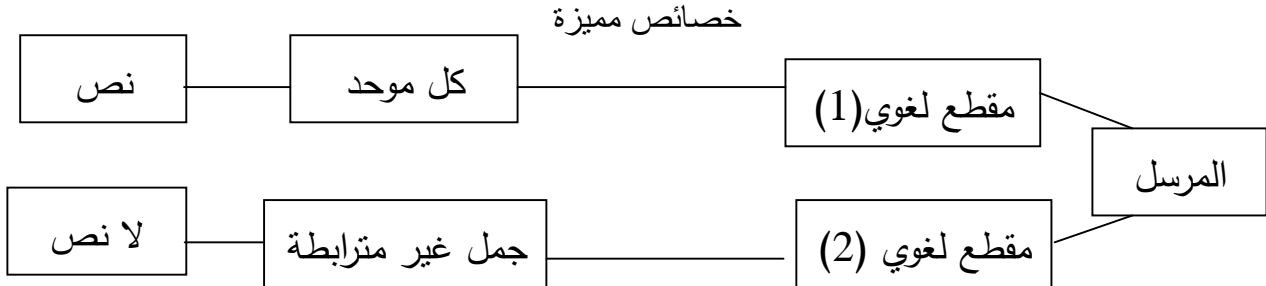 خصائص مميزة
المرسل
مقطع لغوي(1)
كل موحد
نص
مقطع لغوي (2)
جمل غير مترابطة
لا نص